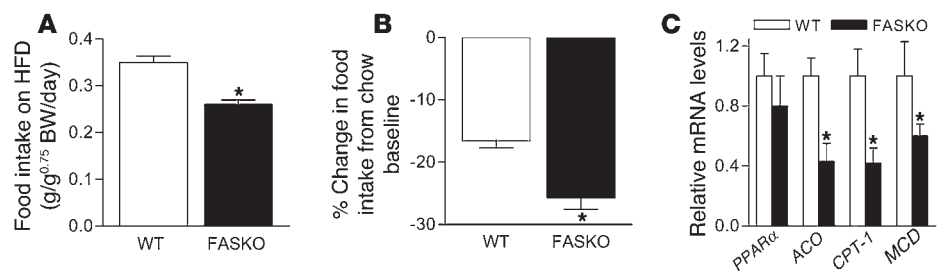 A
Food intake on HFD
(g/g0.75 BW/day)
0.4
0.3
0.2
0.1
0.0
*
WT
FASKO
B
% Change in food
intake from chow
baseline
0
-10
-20
-30
*
WT
FASKO
C
WT
FASKO
Relative mRNA levels
1.2
0.8
0.4
0.0
*
*
*
PPARα
ACO
CPT-1
MCD